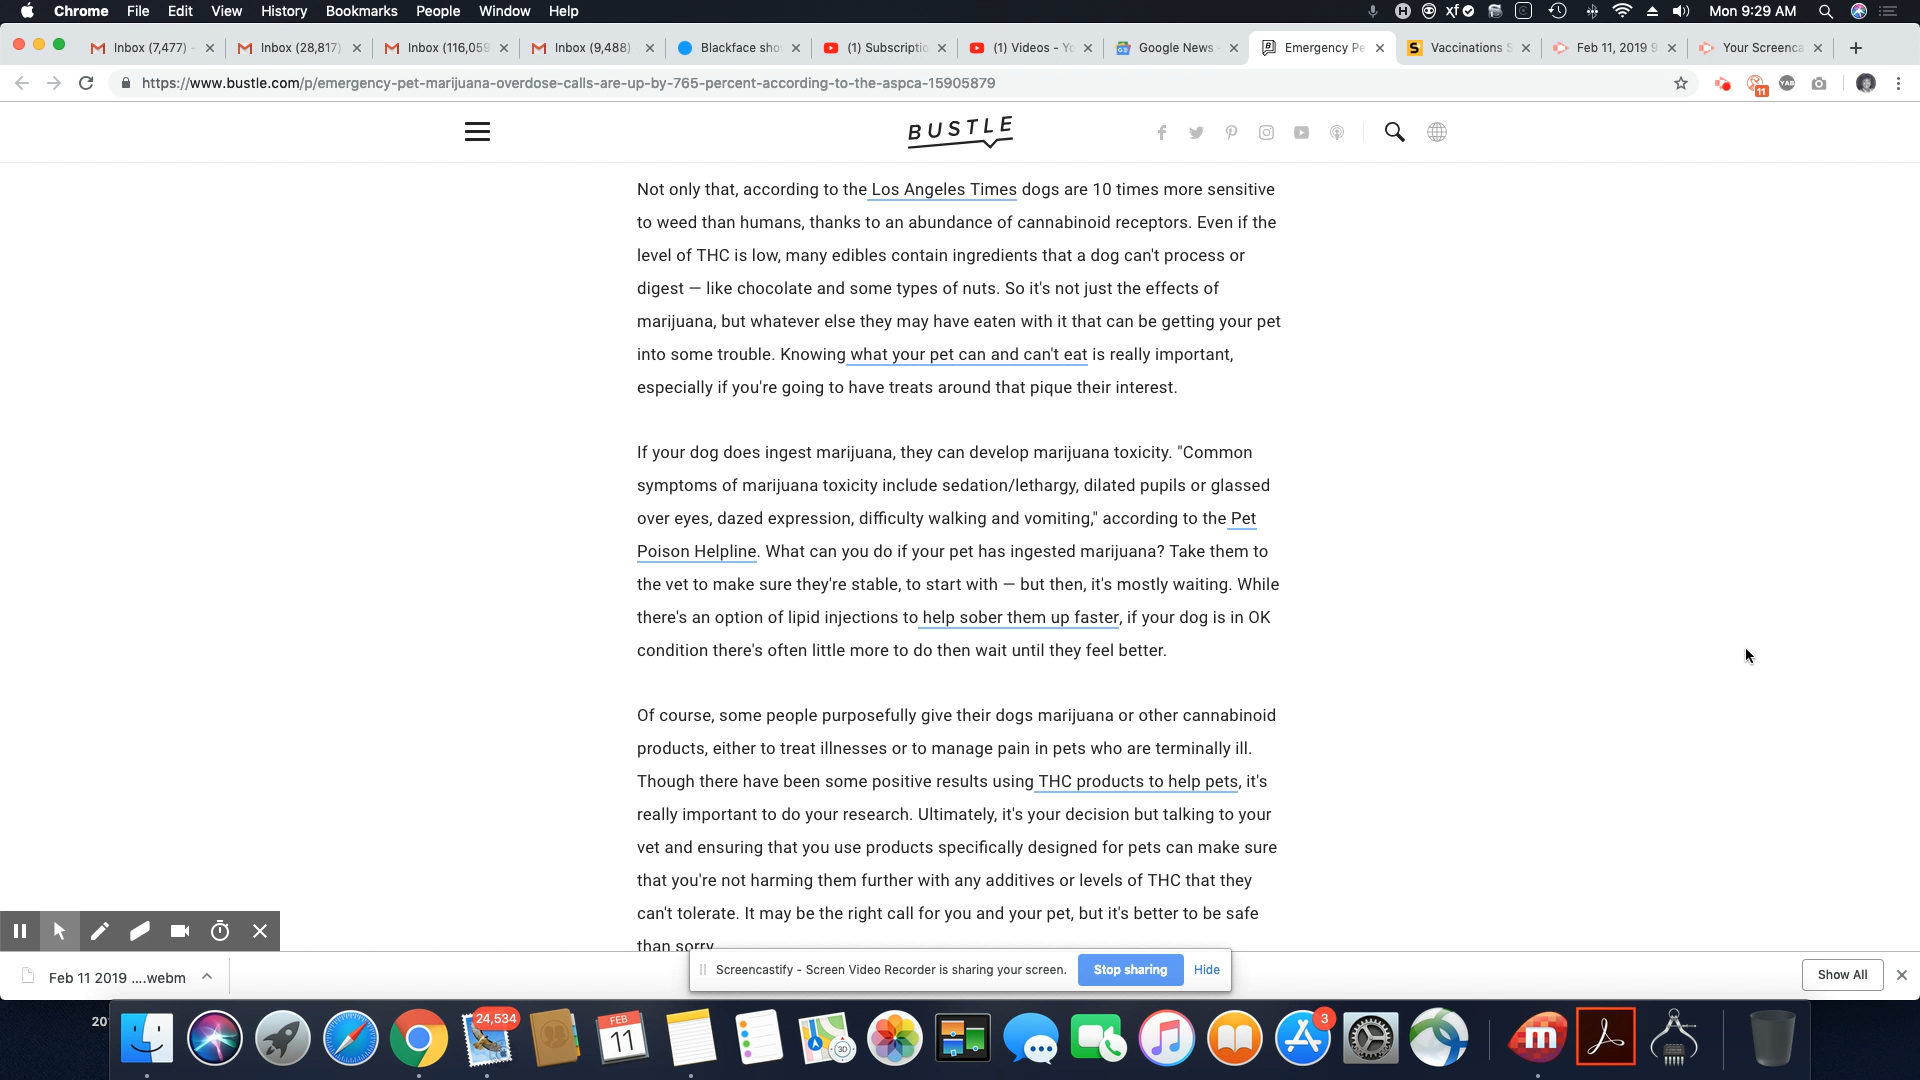 Chrome File Edit View History Bookmarks People Window Help Mon 9:29 AM
Inbox (7,477) - Inbox (28,817) Inbox (116,059 Inbox (9,488) Blackface sho (1) Subscriptio (1) Videos - Yo Google News - Emergency Pe Vaccinations S Feb 11, 2019 9 Your Screenca
https://www.bustle.com/p/emergency-pet-marijuana-overdose-calls-are-up-by-765-percent-according-to-the-aspca-15905879
11
YAB
BUSTLE
Not only that, according to the Los Angeles Times dogs are 10 times more sensitive
to weed than humans, thanks to an abundance of cannabinoid receptors. Even if the
level of THC is low, many edibles contain ingredients that a dog can't process or
digest — like chocolate and some types of nuts. So it's not just the effects of
marijuana, but whatever else they may have eaten with it that can be getting your pet
into some trouble. Knowing what your pet can and can't eat is really important,
especially if you're going to have treats around that pique their interest.
If your dog does ingest marijuana, they can develop marijuana toxicity. "Common
symptoms of marijuana toxicity include sedation/lethargy, dilated pupils or glassed
over eyes, dazed expression, difficulty walking and vomiting," according to the Pet
Poison Helpline. What can you do if your pet has ingested marijuana? Take them to
the vet to make sure they're stable, to start with — but then, it's mostly waiting. While
there's an option of lipid injections to help sober them up faster, if your dog is in OK
condition there's often little more to do then wait until they feel better.
Of course, some people purposefully give their dogs marijuana or other cannabinoid
products, either to treat illnesses or to manage pain in pets who are terminally ill.
Though there have been some positive results using THC products to help pets, it's
really important to do your research. Ultimately, it's your decision but talking to your
vet and ensuring that you use products specifically designed for pets can make sure
that you're not harming them further with any additives or levels of THC that they
can't tolerate. It may be the right call for you and your pet, but it's better to be safe
than sorry
Screencastify - Screen Video Recorder is sharing your screen. Stop sharing Hide
Feb 11 2019 ....webm Show All
20
24,534
FEB
11
3D
3